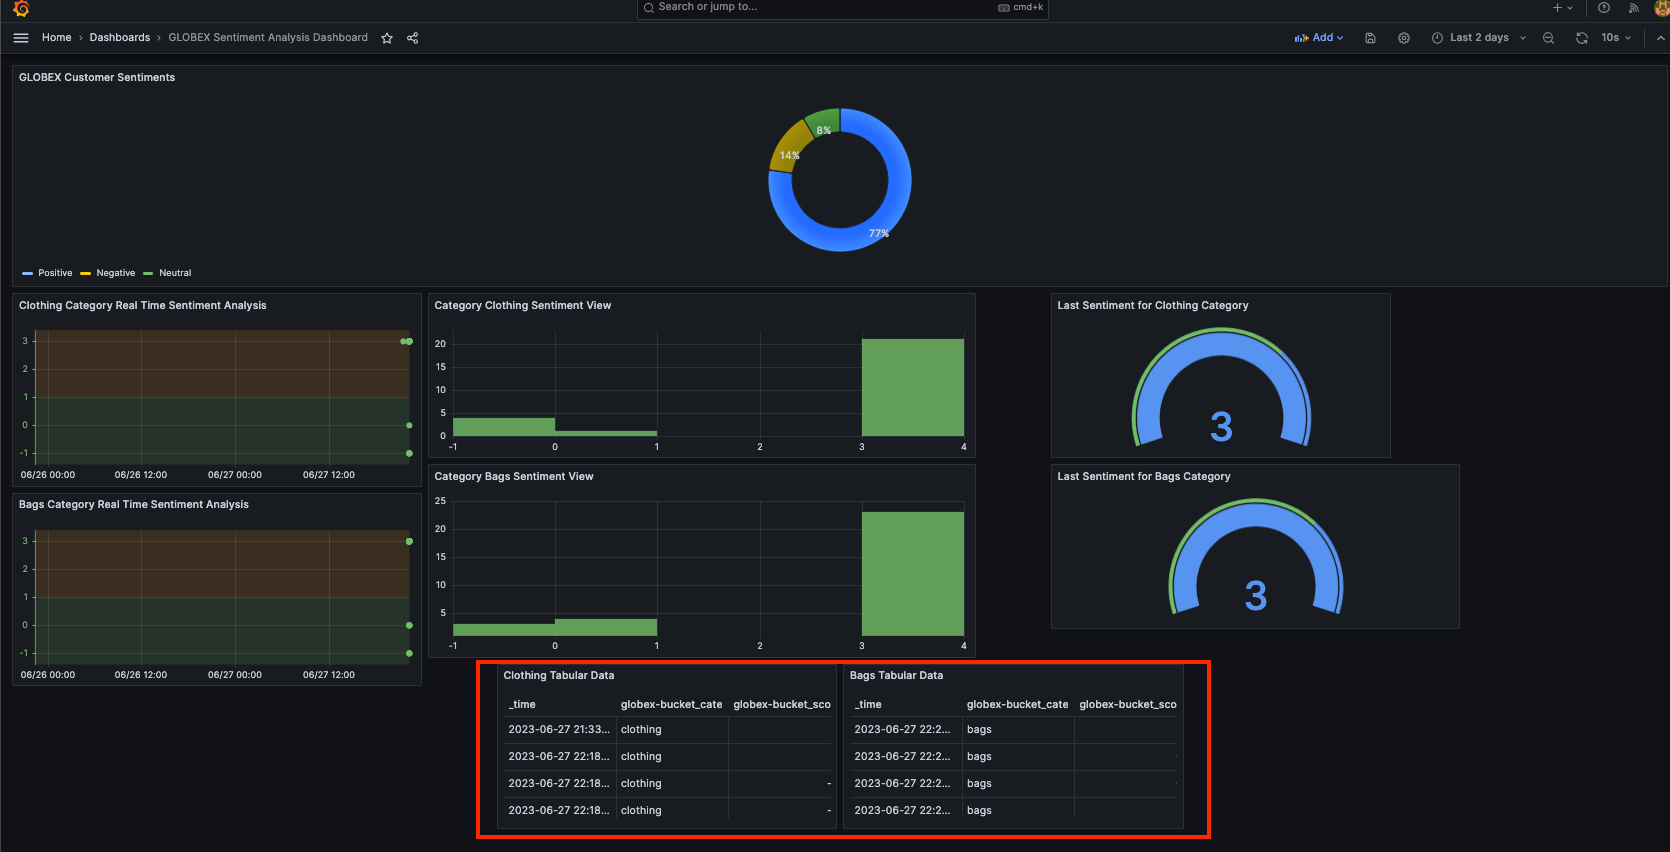 Search or jump to...
cmd+k
Home › Dashboards › GLOBEX Sentiment Analysis Dashboard
Add
Last 2 days
10s
GLOBEX Customer Sentiments
8%
14%
77%
Positive Negative Neutral
Clothing Category Real Time Sentiment Analysis
3
2
1
0
-1
06/26 00:00 06/26 12:00 06/27 00:00 06/27 12:00
Category Clothing Sentiment View
20
15
10
5
0
-1 0 1 2 3 4
Last Sentiment for Clothing Category
3
Bags Category Real Time Sentiment Analysis
3
2
1
0
-1
06/26 00:00 06/26 12:00 06/27 00:00 06/27 12:00
Category Bags Sentiment View
25
20
15
10
5
-1 0 1 2 3 4
Last Sentiment for Bags Category
3
Clothing Tabular Data
_time globex-bucket_cate globex-bucket_sco
2023-06-27 21:33... clothing
2023-06-27 22:18... clothing
2023-06-27 22:18... clothing -
2023-06-27 22:18... clothing -
Bags Tabular Data
_time globex-bucket_cate globex-bucket_sco
2023-06-27 22:2... bags
2023-06-27 22:2... bags
2023-06-27 22:2... bags
2023-06-27 22:2... bags